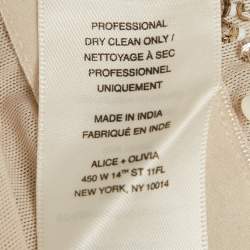 PROFESSIONAL
DRY CLEAN ONLY /
NETTOYAGE À SEC
PROFESSIONNEL
UNIQUEMENT
MADE IN INDIA
FABRIQUÉ EN INDE
ALICE + OLIVIA
450 W 14TH ST 11FL
NEW YORK, NY 10014